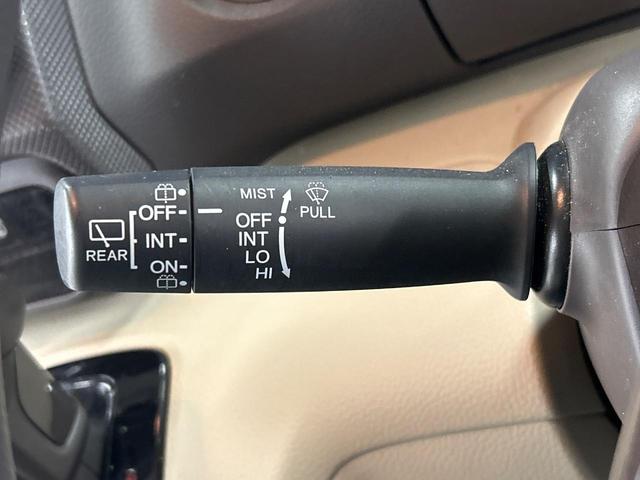 OFF
INT
ON
REAR
MIST
OFF
INT
LO
HI
PULL